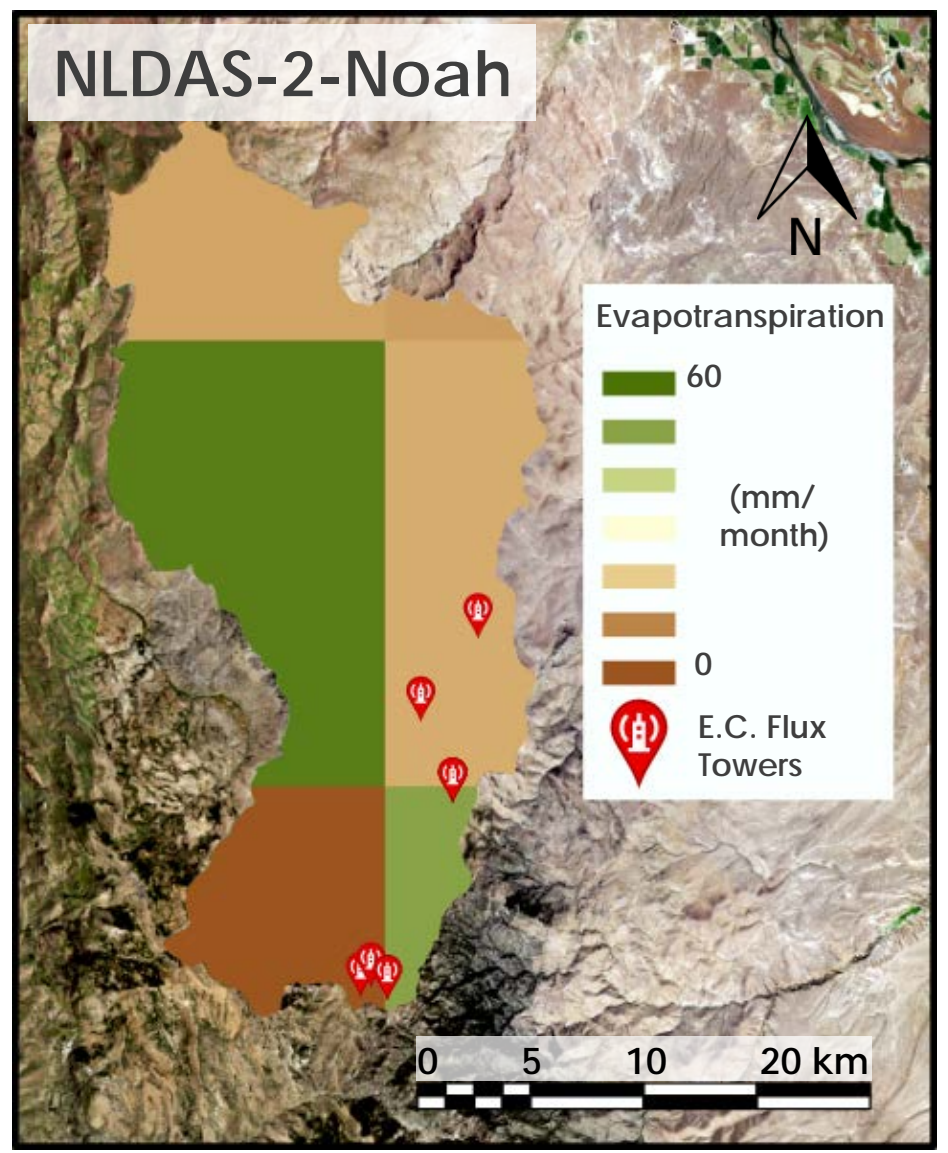 NLDAS-2-Noah
N
Evapotranspiration
60
(mm/
month)
0
E.C. Flux
Towers
0 5 10 20 km